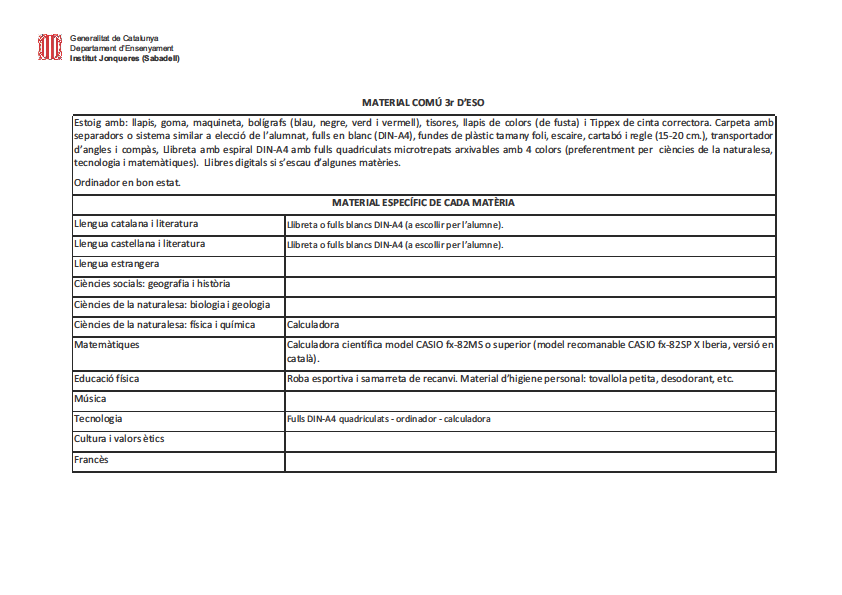 Generalitat de Catalunya
Departament d'Ensenyament
Institut Jonqueres (Sabadell)
MATERIAL COMÚ 3r D'ESO
Estoig amb: llapis, goma, maquineta, bolígrafs (blau, negre, verd i vermell), tisores, llapis de colors (de fusta) i Tippex de cinta correctora. Carpeta amb
separadors o sistema similar a elecció de l'alumnat, fulls en blanc (DIN-A4), fundes de plàstic tamany foli, escaire, cartabó i regle (15-20 cm.), transportador
d'angles i compàs, Llibreta amb espiral DIN-A4 amb fulls quadriculats microtrepats arxivables amb 4 colors (preferentment per ciències de la naturalesa,
tecnologia i matemàtiques). Llibres digitals si s'escau d'algunes matèries.
Ordinador en bon estat.
MATERIAL ESPECÍFIC DE CADA MATÈRIA
Llengua catalana i literatura
Llibreta o fulls blancs DIN-A4 (a escollir per l'alumne).
Llengua castellana i literatura
Llibreta o fulls blancs DIN-A4 (a escollir per l'alumne).
Llengua estrangera
Ciències socials: geografia i història
Ciències de la naturalesa: biologia i geologia
Ciències de la naturalesa: física i química
Calculadora
Matemàtiques
Calculadora científica model CASIO fx-82MS o superior (model recomanable CASIO fx-82SP X Iberia, versió en
català).
Educació física
Roba esportiva i samarreta de recanvi. Material d'higiene personal: tovallola petita, desodorant, etc.
Música
Tecnologia
Fulls DIN-A4 quadriculats - ordinador - calculadora
Cultura i valors ètics
Francès